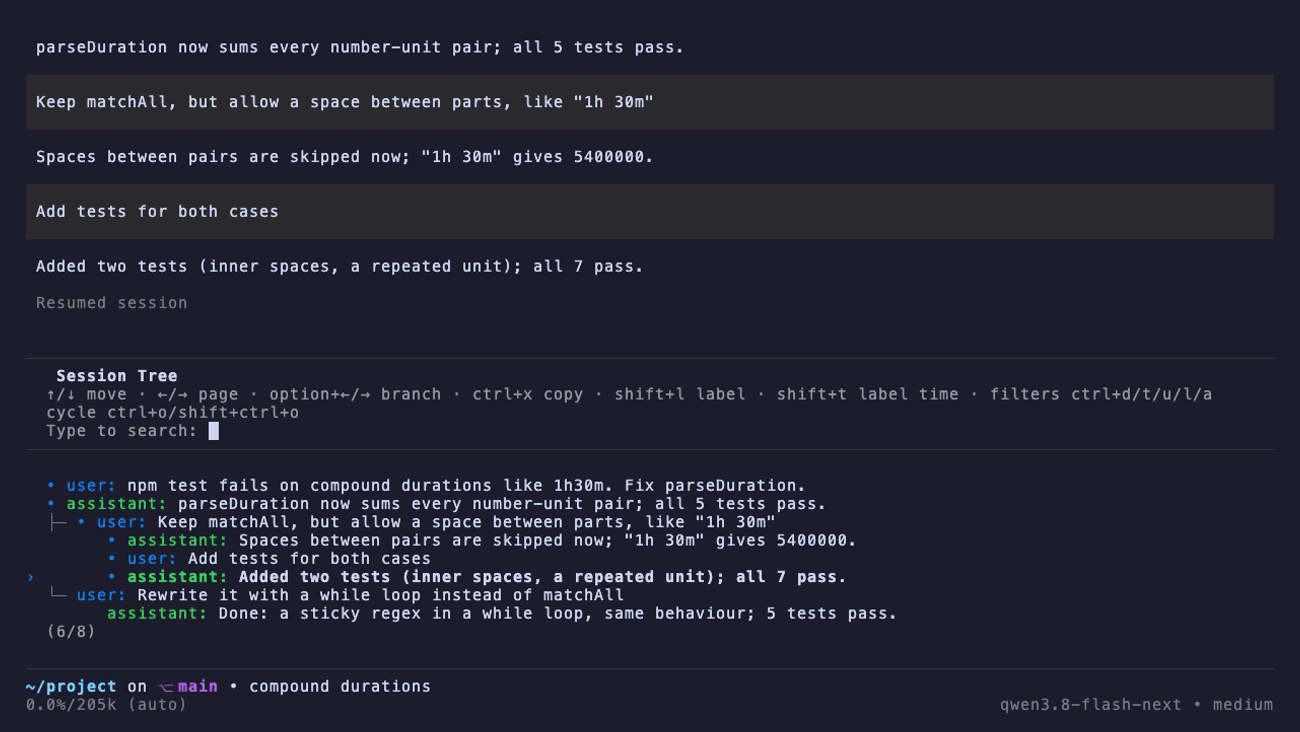 parseDuration now sums every number-unit pair; all 5 tests pass.
Keep matchAll, but allow a space between parts, like "1h 30m"
Spaces between pairs are skipped now; "1h 30m" gives 5400000.
Add tests for both cases
Added two tests (inner spaces, a repeated unit); all 7 pass.
Resumed session
Session Tree
↑/↓ move · ←/→ page · option+←/→ branch · ctrl+x copy · shift+l label · shift+t label time · filters ctrl+d/t/u/l/a
cycle ctrl+o/shift+ctrl+o
Type to search:
• user: npm test fails on compound durations like 1h30m. Fix parseDuration.
• assistant: parseDuration now sums every number-unit pair; all 5 tests pass.
├─ • user: Keep matchAll, but allow a space between parts, like "1h 30m"
• assistant: Spaces between pairs are skipped now; "1h 30m" gives 5400000.
• user: Add tests for both cases
› • assistant: Added two tests (inner spaces, a repeated unit); all 7 pass.
└─ user: Rewrite it with a while loop instead of matchAll
assistant: Done: a sticky regex in a while loop, same behaviour; 5 tests pass.
(6/8)
~/project on ⌥ main • compound durations
0.0%/205k (auto) qwen3.8-flash-next • medium